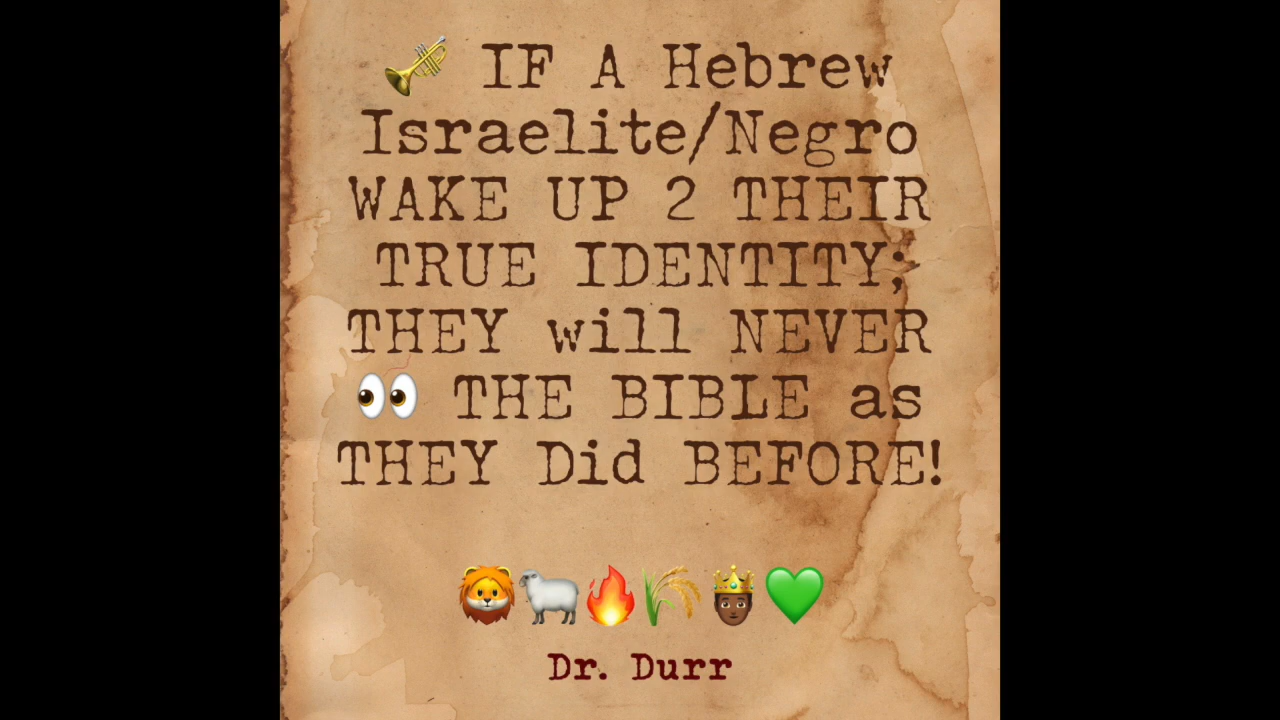 🎺 IF A Hebrew
Israelite/Negro
WAKE UP 2 THEIR
TRUE IDENTITY;
THEY will NEVER
👀 THE BIBLE as
THEY Did BEFORE!
🦁🐑🔥🌾🤴🏾💚
Dr. Durr